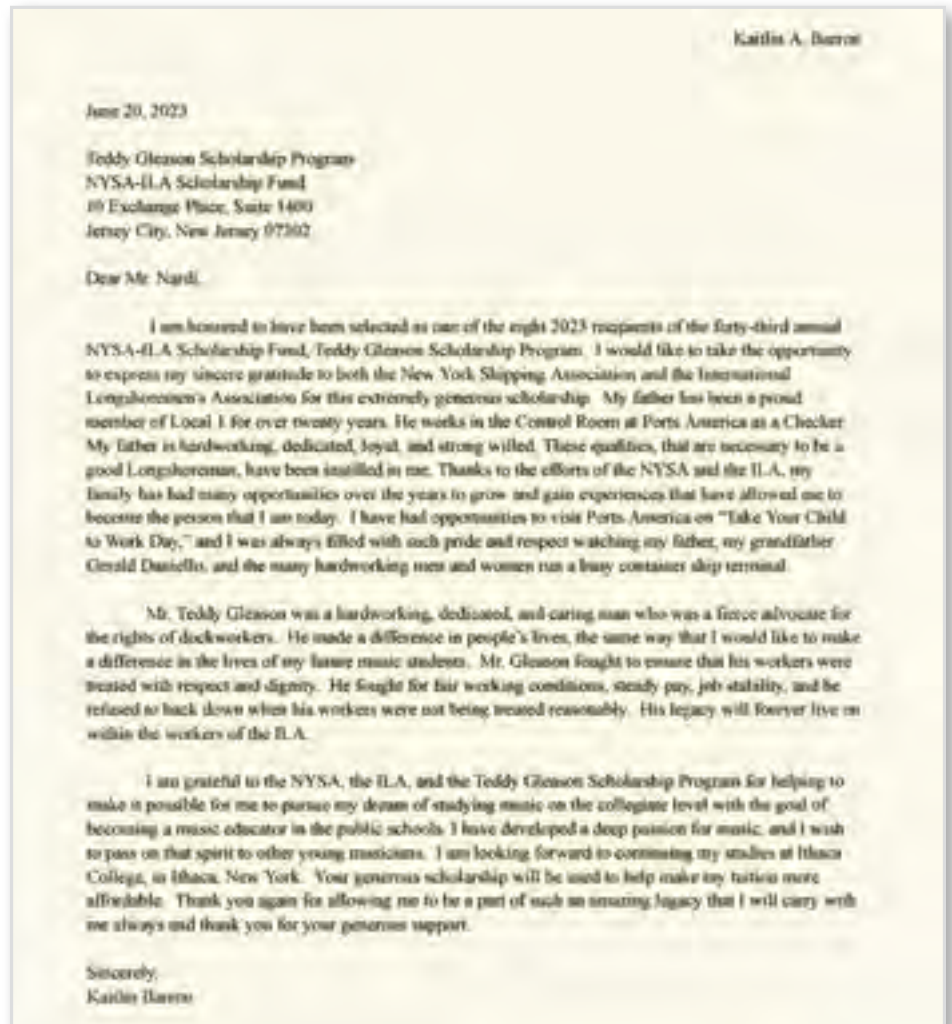 Kaitlin A.
June 20, 2023
Teddy Gleason Scholarship Program
NYSA-ILA Scholarship Fund
10 Exchange Place, Suite 1400
Jersey City, New Jersey 07302
Dear Mr. Nardi,
I am honored to have been selected as one of the eight 2023 recipients of the forty-third annual
NYSA-ILA Scholarship Fund, Teddy Gleason Scholarship Program. I would like to take the opportunity
to express my sincere gratitude to both the New York Shipping Association and the International
Longshoremen's Association for this extremely generous scholarship. My father has been a proud
member of Local 1 for over twenty years. He works in the Control Room at Ports America as a Checker.
My father is hardworking, dedicated, loyal, and strong willed. These qualities, that are necessary to be a
good Longshoreman, have been instilled in me. Thanks to the efforts of the NYSA and the ILA, my
family has had many opportunities over the years to grow and gain experiences that have allowed me to
become the person that I am today. I have had opportunities to visit Ports America on "Take Your Child
to Work Day," and I was always filled with such pride and respect watching my father, my grandfather
Gerald Daniello, and the many hardworking men and women run a busy container ship terminal.
Mr. Teddy Gleason was a hardworking, dedicated, and caring man who was a fierce advocate for
the rights of dockworkers. He made a difference in people's lives, the same way that I would like to make
a difference in the lives of my future music students. Mr. Gleason fought to ensure that his workers were
treated with respect and dignity. He fought for fair working conditions, steady pay, job stability, and he
refused to back down when his workers were not being treated reasonably. His legacy will forever live on
within the workers of the ILA.
I am grateful to the NYSA, the ILA, and the Teddy Gleason Scholarship Program for helping to
make it possible for me to pursue my dream of studying music on the collegiate level with the goal of
becoming a music educator in the public schools. I have developed a deep passion for music, and I wish
to pass on that spirit to other young musicians. I am looking forward to continuing my studies at Ithaca
College, in Ithaca, New York. Your generous scholarship will be used to help make my tuition more
affordable. Thank you again for allowing me to be a part of such an amazing legacy that I will carry with
me always and thank you for your generous support.
Sincerely,
Kaitlin